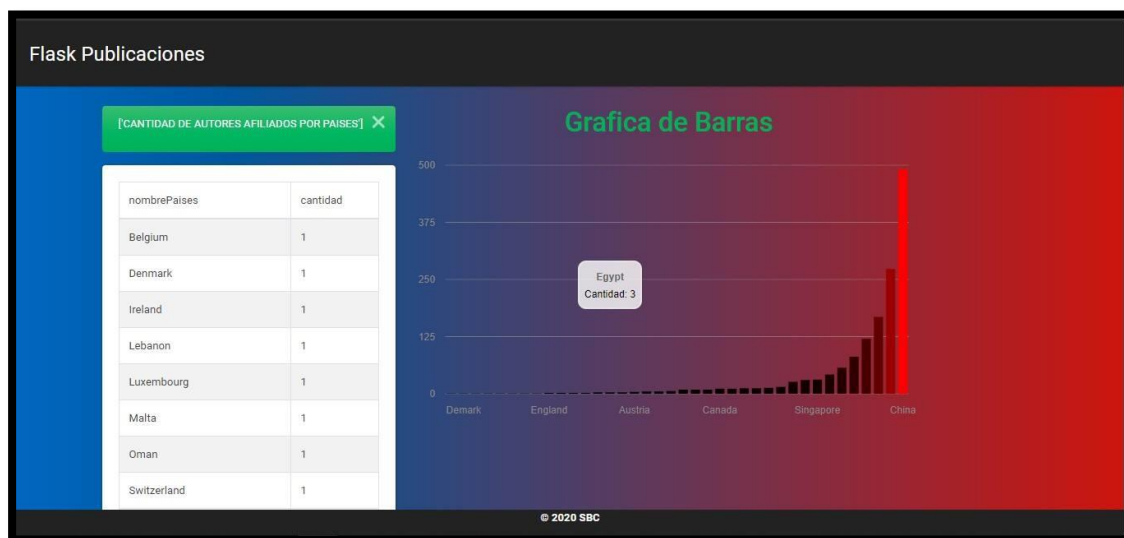 Flask Publicaciones
['CANTIDAD DE AUTORES AFILIADOS POR PAISES'] ×
nombrePaises cantidad
Belgium 1
Denmark 1
Ireland 1
Lebanon 1
Luxembourg 1
Malta 1
Oman 1
Switzerland 1
Grafica de Barras
500
375
250
125
0
Egypt
Cantidad: 3
Demark England Austria Canada Singapore China
© 2020 SBC